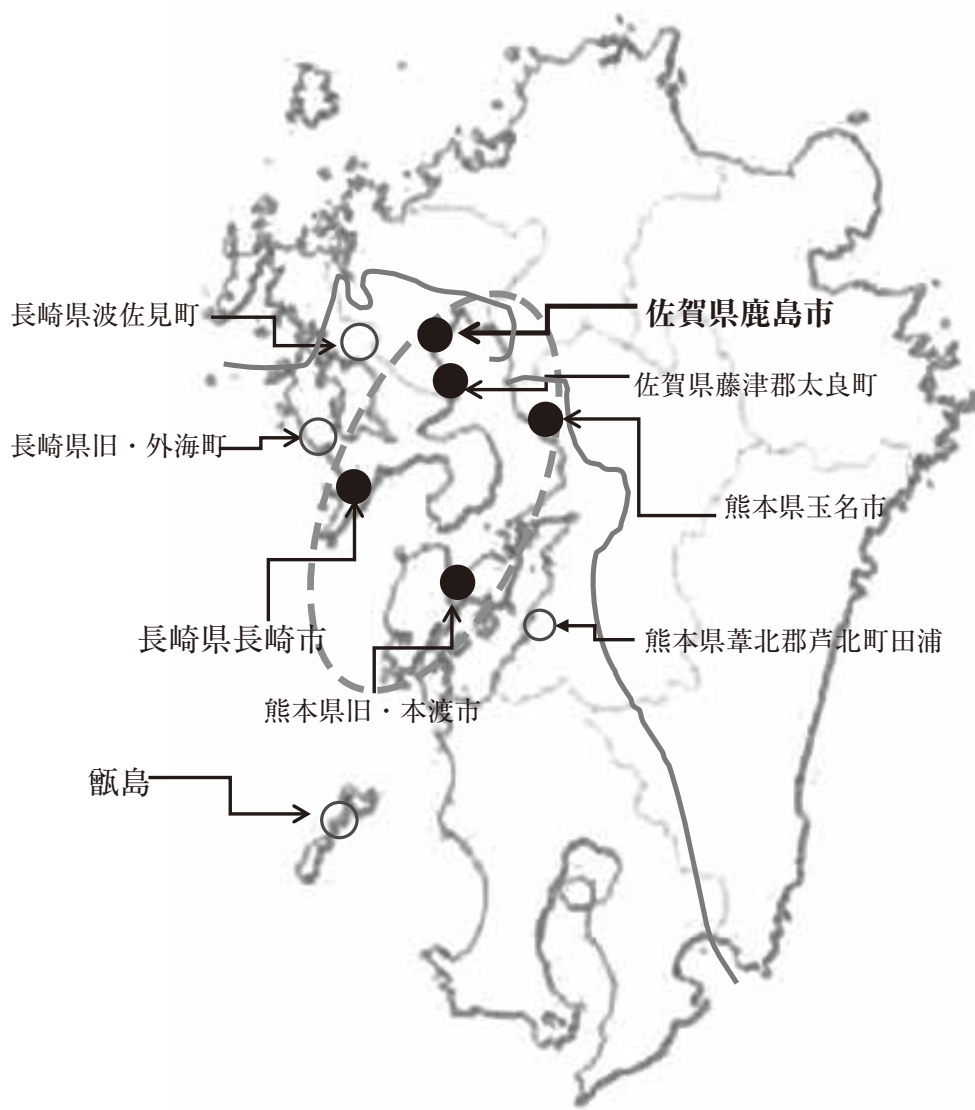 長崎県波佐見町
佐賀県鹿島市
佐賀県藤津郡太良町
長崎県旧・外海町
熊本県玉名市
長崎県長崎市
熊本県葦北郡芦北町田浦
熊本県旧・本渡市
甑島